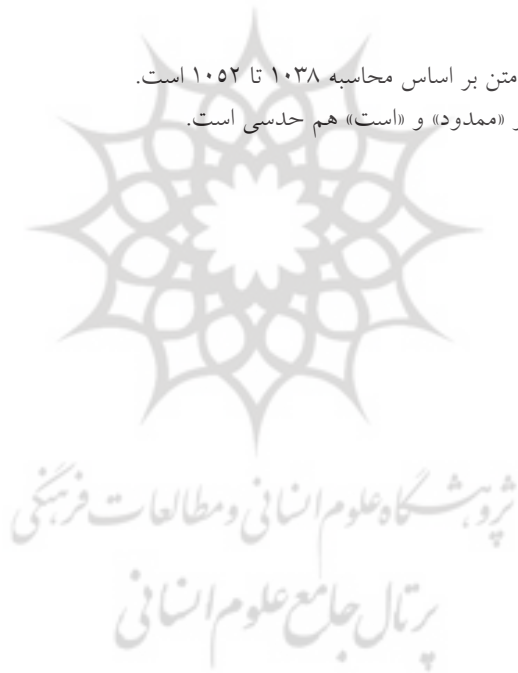 متن بر اساس محاسبه ۱۰۳۸ تا ۱۰۵۲ است.
«ممدود» و «است» هم حدسی است.
پژوهشگاه علوم انسانی و مطالعات فرهنگی
پرتال جامع علوم انسانی